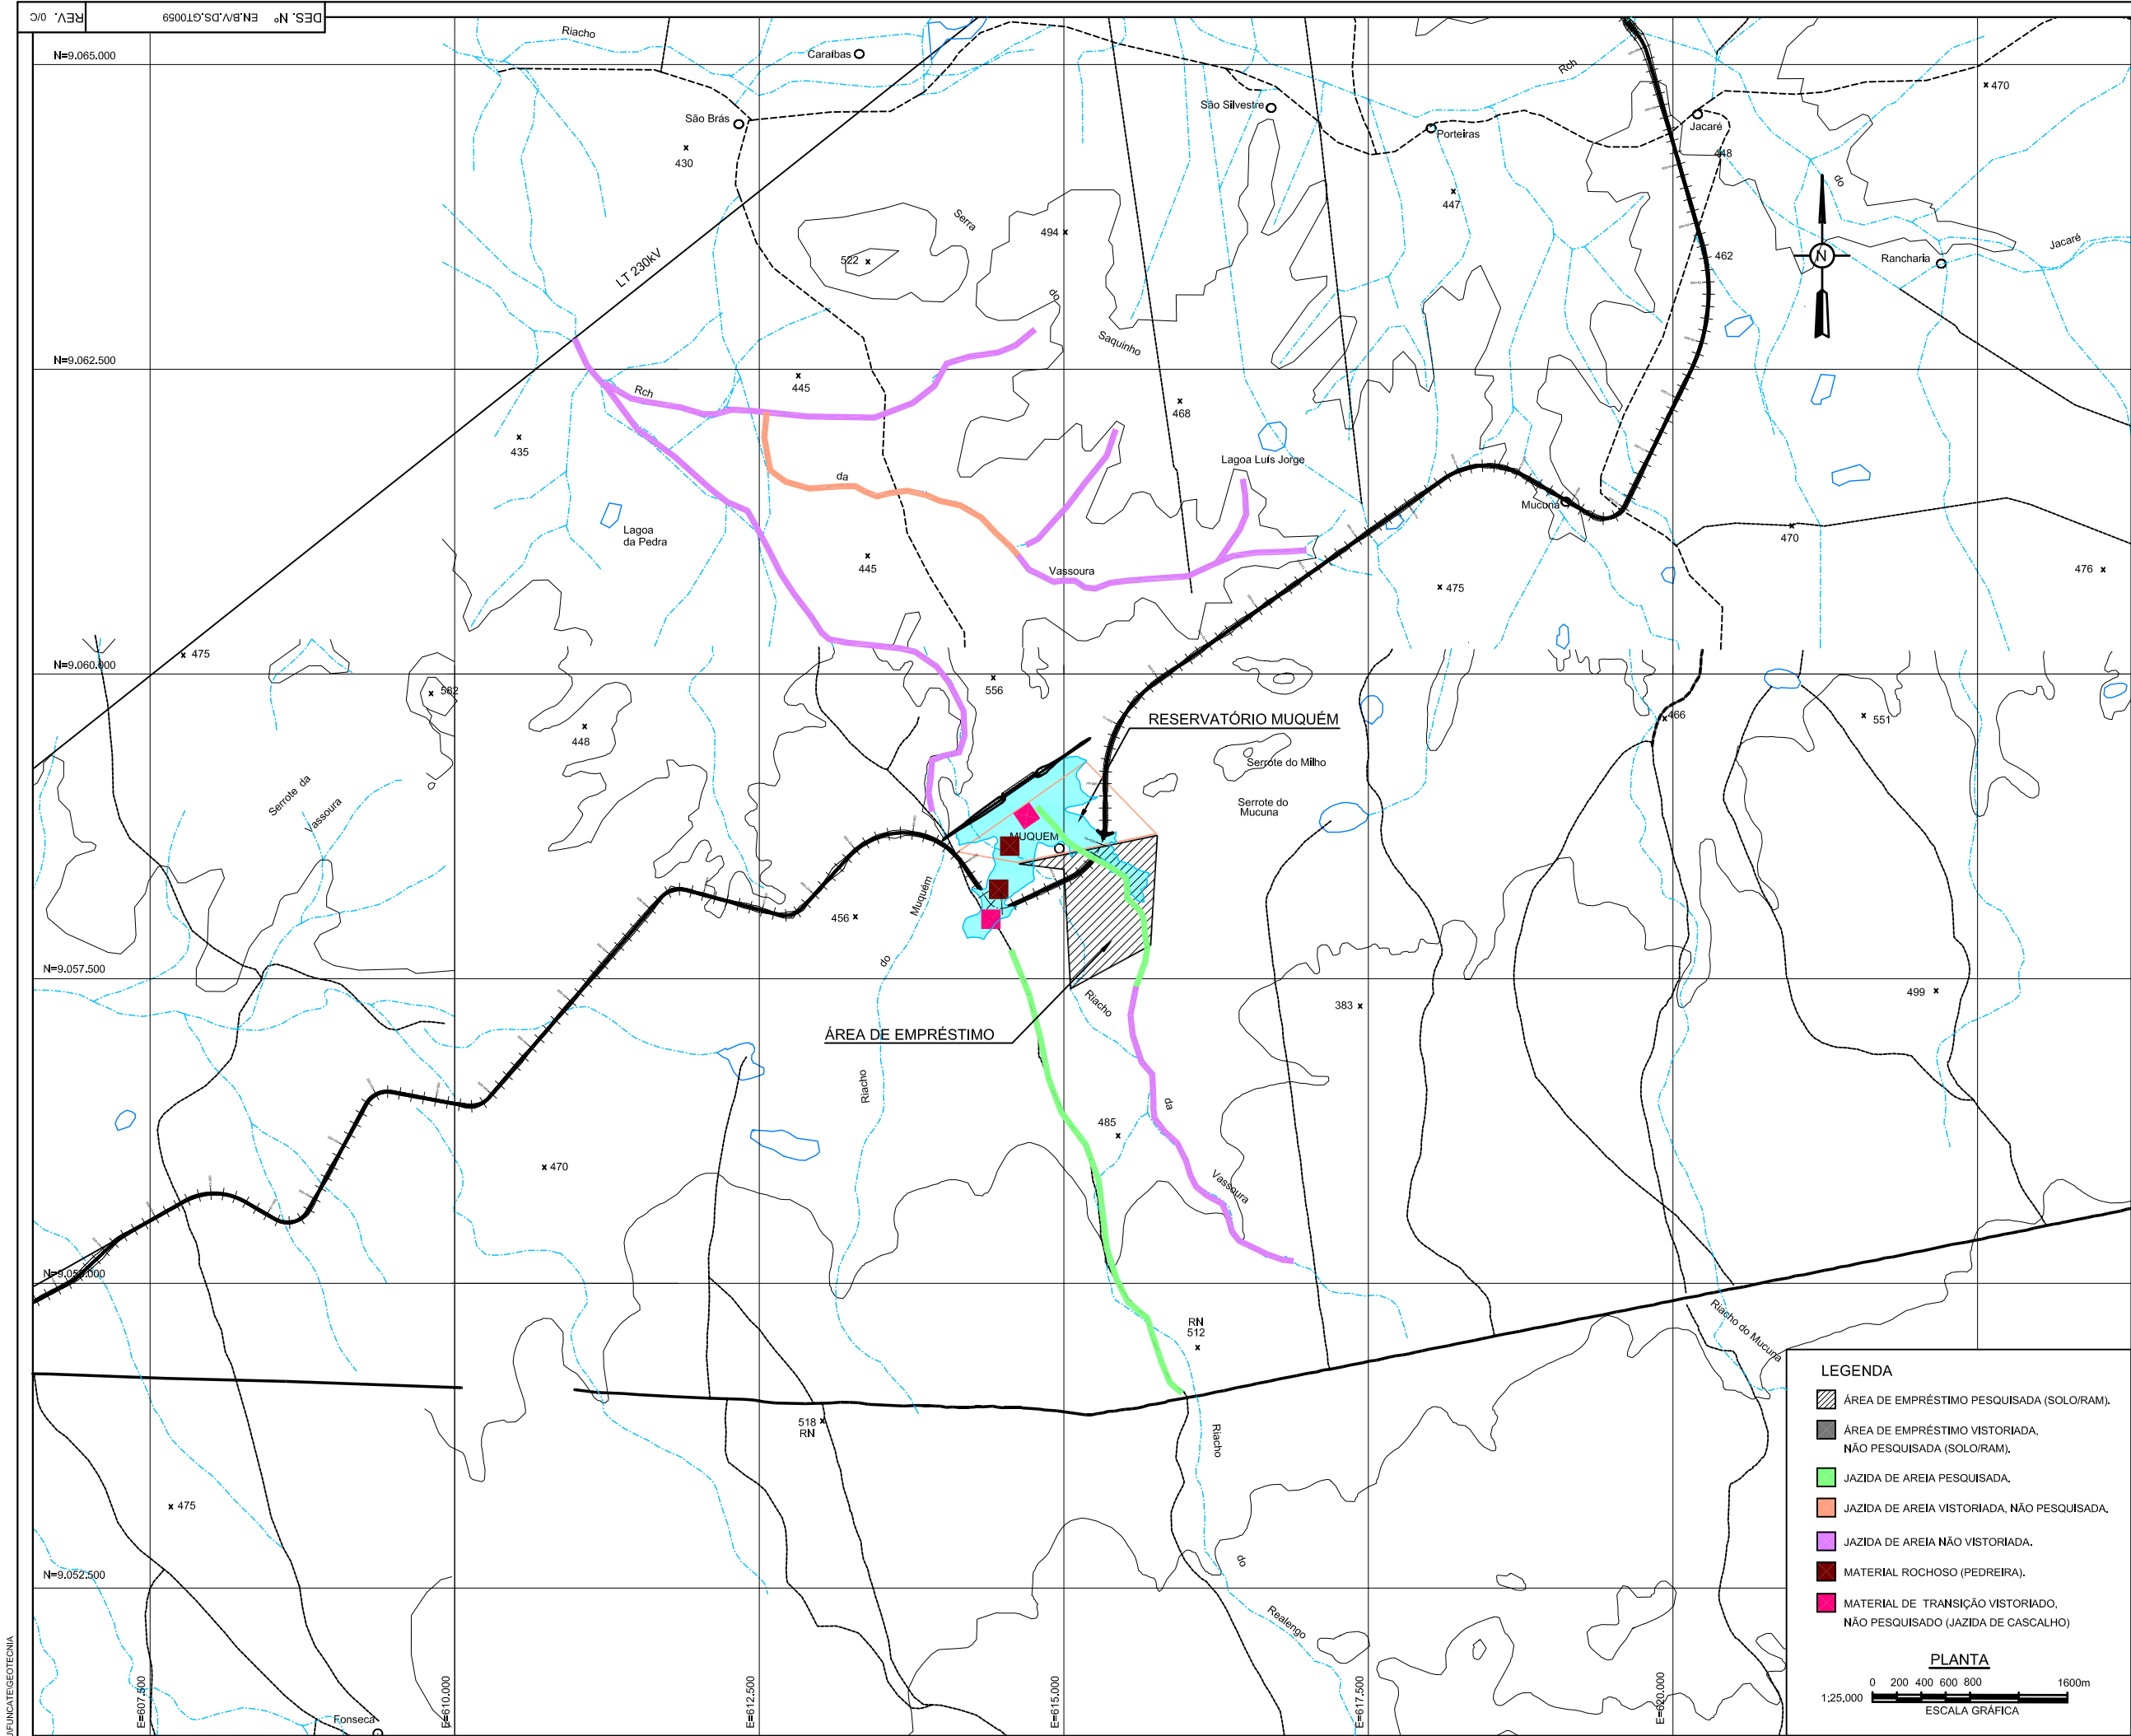 REV. 0/C
DES. Nº EN.B/V.DS.GT0059
N=9.065.000
Riacho
Caraíbas
São Brás
430
São Silvestre
Rch
Porteiras
Jacaré
470
448
do
447
Serra
494
522
do
Saquinho
462
Rancharia
Jacaré
N
LT 230kV
N=9.062.500
Rch
445
435
468
Lagoa Luis Jorge
da
Lagoa
da Pedra
445
Vassoura
Mucuna
470
475
476
N=9.060.000
475
582
448
556
RESERVATÓRIO MUQUÉM
466
551
Serrote do Milho
Serrote do
Mucuna
Serrote da
Vassoura
MUQUEM
456
Muquém
do
N=9.057.500
Riacho
383
499
ÁREA DE EMPRÉSTIMO
Riacho
da
485
470
Vassoura
RN
512
Riacho do Mucuna
518
RN
Riacho
475
do
N=9.052.500
Realengo
Fonseca
E=607.500
E=610.000
E=612.500
E=615.000
E=617.500
E=620.000
LEGENDA
ÁREA DE EMPRÉSTIMO PESQUISADA (SOLO/RAM).
ÁREA DE EMPRÉSTIMO VISTORIADA,
NÃO PESQUISADA (SOLO/RAM).
JAZIDA DE AREIA PESQUISADA.
JAZIDA DE AREIA VISTORIADA, NÃO PESQUISADA.
JAZIDA DE AREIA NÃO VISTORIADA.
MATERIAL ROCHOSO (PEDREIRA).
MATERIAL DE TRANSIÇÃO VISTORIADO,
NÃO PESQUISADO (JAZIDA DE CASCALHO)
PLANTA
1:25.000
0 200 400 600 800 1600m
ESCALA GRÁFICA
/FUNCATE\GEOTECNIA